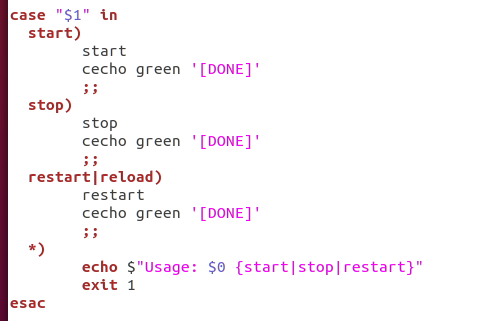 case "$1" in
  start)
        start
        cecho green '[DONE]'
        ;;
  stop)
        stop
        cecho green '[DONE]'
        ;;
  restart|reload)
        restart
        cecho green '[DONE]'
        ;;
  *)
        echo $"Usage: $0 {start|stop|restart}"
        exit 1
esac